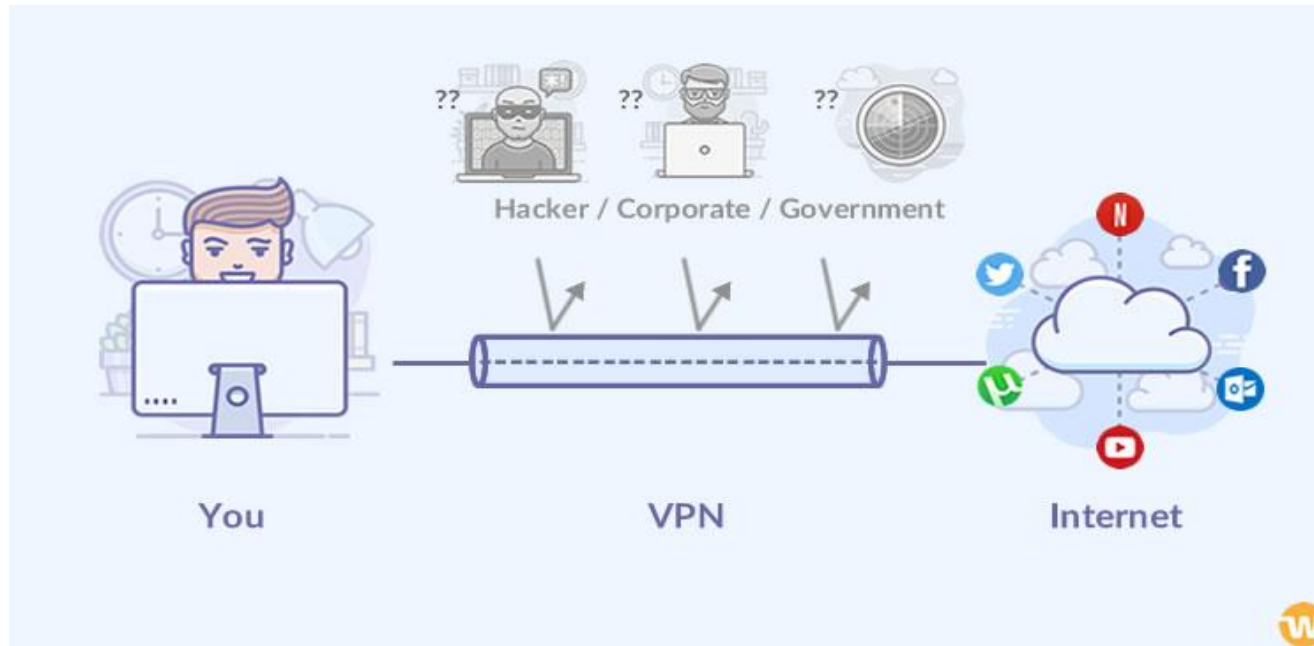 ?? ?? ??
Hacker / Corporate / Government
N
f
You VPN Internet
W